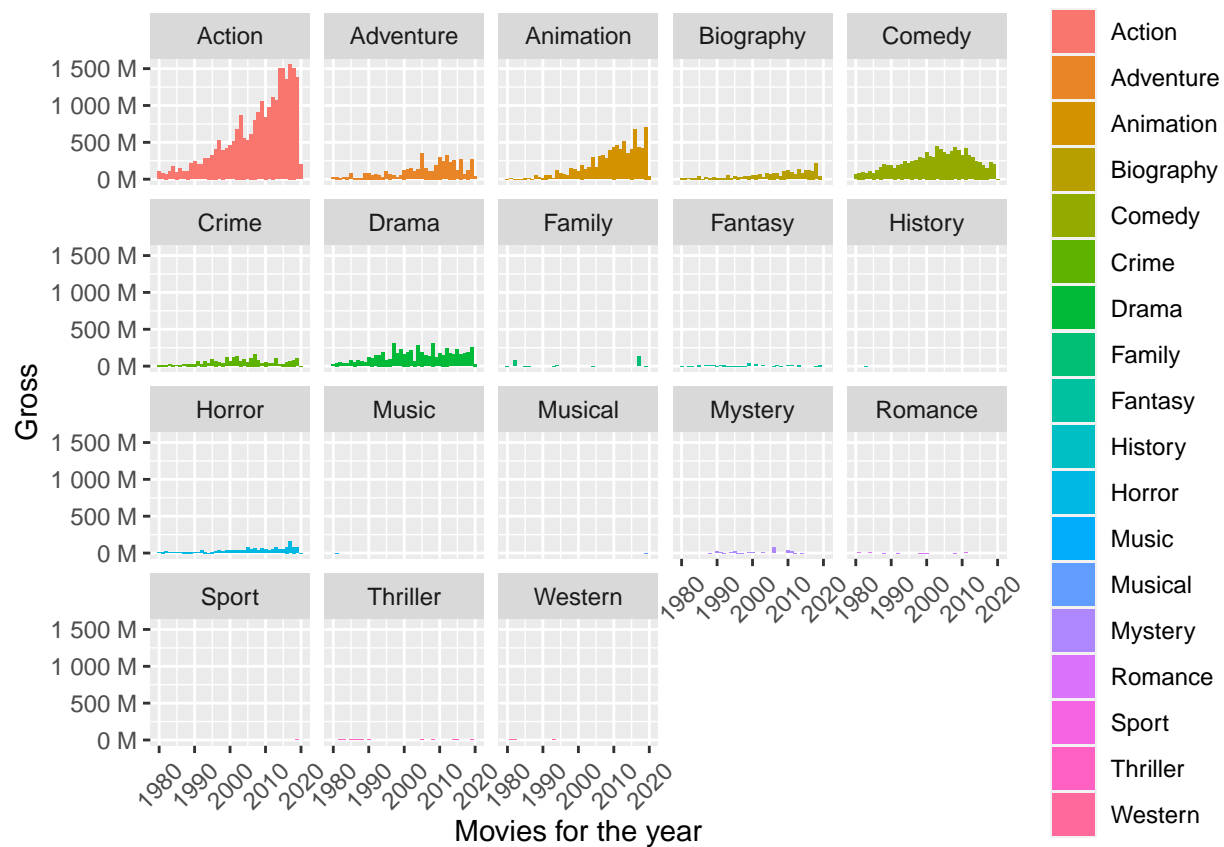 Action Adventure Animation Biography Comedy
1 500 M
1 000 M
500 M
0 M
Crime Drama Family Fantasy History
1 500 M
1 000 M
500 M
0 M
Horror Music Musical Mystery Romance
1 500 M
1 000 M
500 M
0 M
1980 1990 2000 2010 2020 1980 1990 2000 2010 2020
Sport Thriller Western
1 500 M
1 000 M
500 M
0 M
1980 1990 2000 2010 2020 1980 1990 2000 2010 2020 1980 1990 2000 2010 2020
Movies for the year
Gross
Action
Adventure
Animation
Biography
Comedy
Crime
Drama
Family
Fantasy
History
Horror
Music
Musical
Mystery
Romance
Sport
Thriller
Western